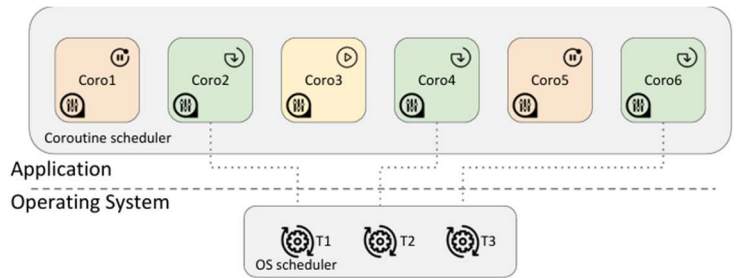 Coro1
Coro2
Coro3
Coro4
Coro5
Coro6
Coroutine scheduler
Application
Operating System
T1
T2
T3
OS scheduler